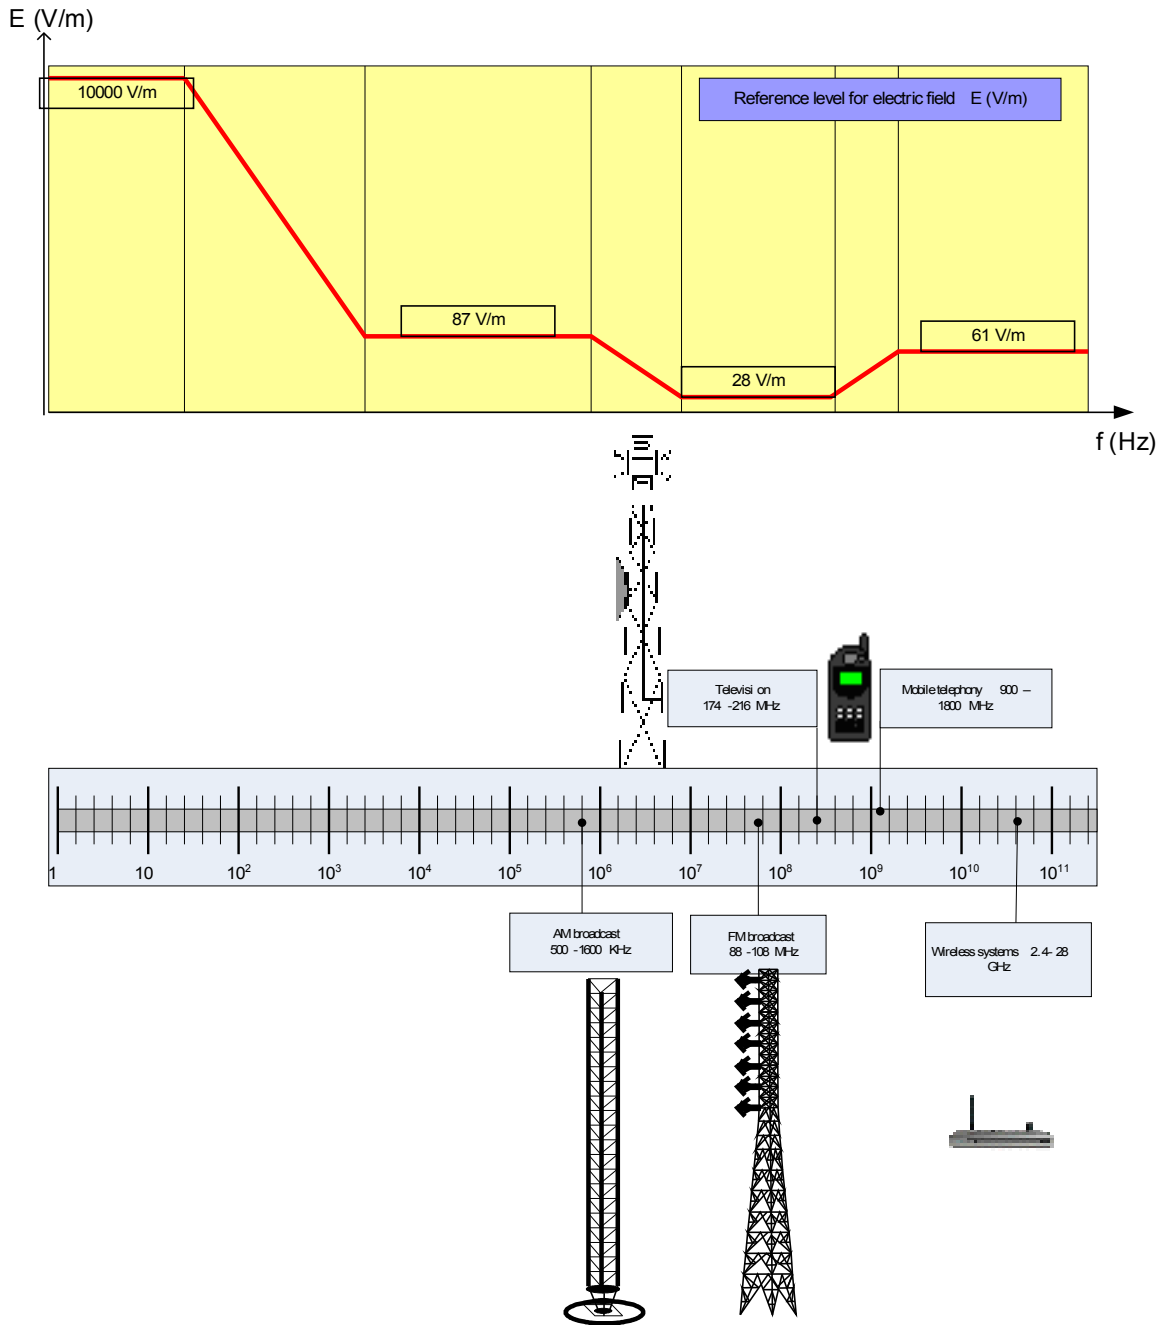 E (V/m)
10000 V/m
Reference level for electric field E (V/m)
87 V/m
61 V/m
28 V/m
f (Hz)
Televisi on
174 -216 MHz
Mobile telephony 900 –
1800 MHz
1 10 10² 10³ 10⁴ 10⁵ 10⁶ 10⁷ 10⁸ 10⁹ 10¹⁰ 10¹¹
AM broadcast
500 -1600 KHz
FM broadcast
88 -108 MHz
Wireless systems 2.4- 28
GHz